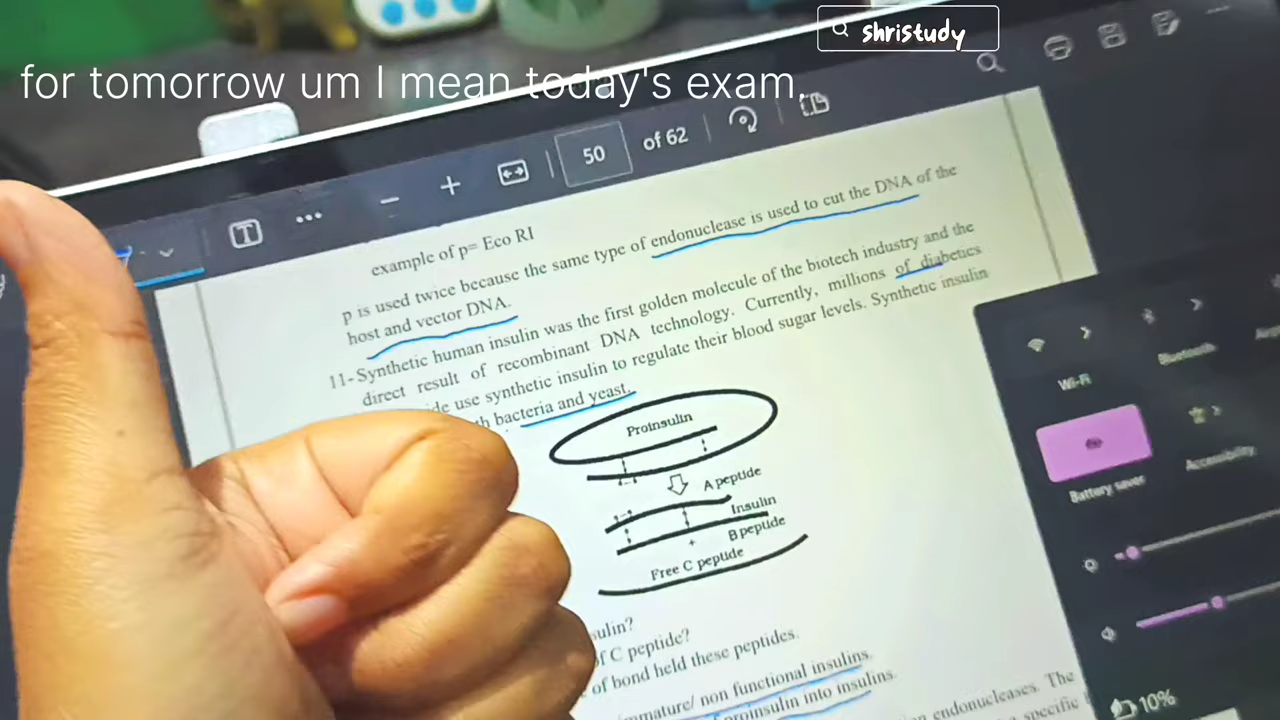 shristudy
for tomorrow um I mean today's exam.
50 of 62
example of p= Eco RI
p is used twice because the same type of endonuclease is used to cut the DNA of the
host and vector DNA.
11- Synthetic human insulin was the first golden molecule of the biotech industry and the
direct result of recombinant DNA technology. Currently, millions of diabetics
use synthetic insulin to regulate their blood sugar levels. Synthetic insulin
bacteria and yeast.
Proinsulin
A peptide
Insulin
B peptide
Free C peptide
C peptide?
of bond held these peptides.
non functional insulins.
proinsulin into insulins.
endonucleases. The
specific
Wi-Fi
Bluetooth
Battery saver
Accessibility
10%